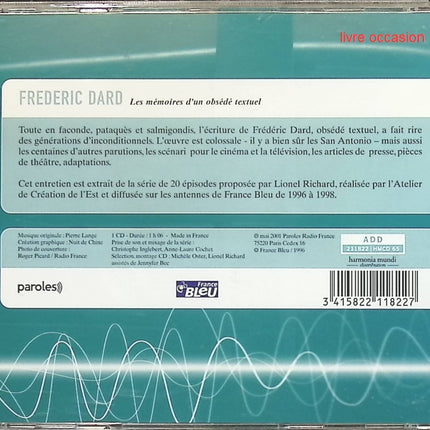 livre occasion
FREDERIC DARD Les mémoires d'un obsédé textuel
Toute en faconde, pataquès et salmigondis, l'écriture de Frédéric Dard, obsédé textuel, a fait rire
des générations d'inconditionnels. L'œuvre est colossale - il y a bien sûr les San Antonio – mais aussi
les centaines d'autres parutions, les scénari pour le cinéma et la télévision, les articles de presse, pièces
de théâtre, adaptations.
Cet entretien est extrait de la série de 20 épisodes proposée par Lionel Richard, réalisée par l'Atelier
de Création de l'Est et diffusée sur les antennes de France Bleu de 1996 à 1998.
Musique originale : Pierre Lange
Création graphique : Nuit de Chine
Photo de couverture :
Roger Picard / Radio France
1 CD - Durée : 1 h 06 - Made in France
Prise de son et mixage de la série :
Christophe Inglebert, Anne-Laure Cochet
Sélection, montage CD : Michèle Oster, Lionel Richard
assistés de Jennyfer Bec
℗ mai 2001 Paroles Radio France
75220 Paris Cedex 16
© France Bleu / 1996
ADD
211822 HMCD 65
harmonia mundi
distribution
paroles
France
BLEU
3 415822 118227